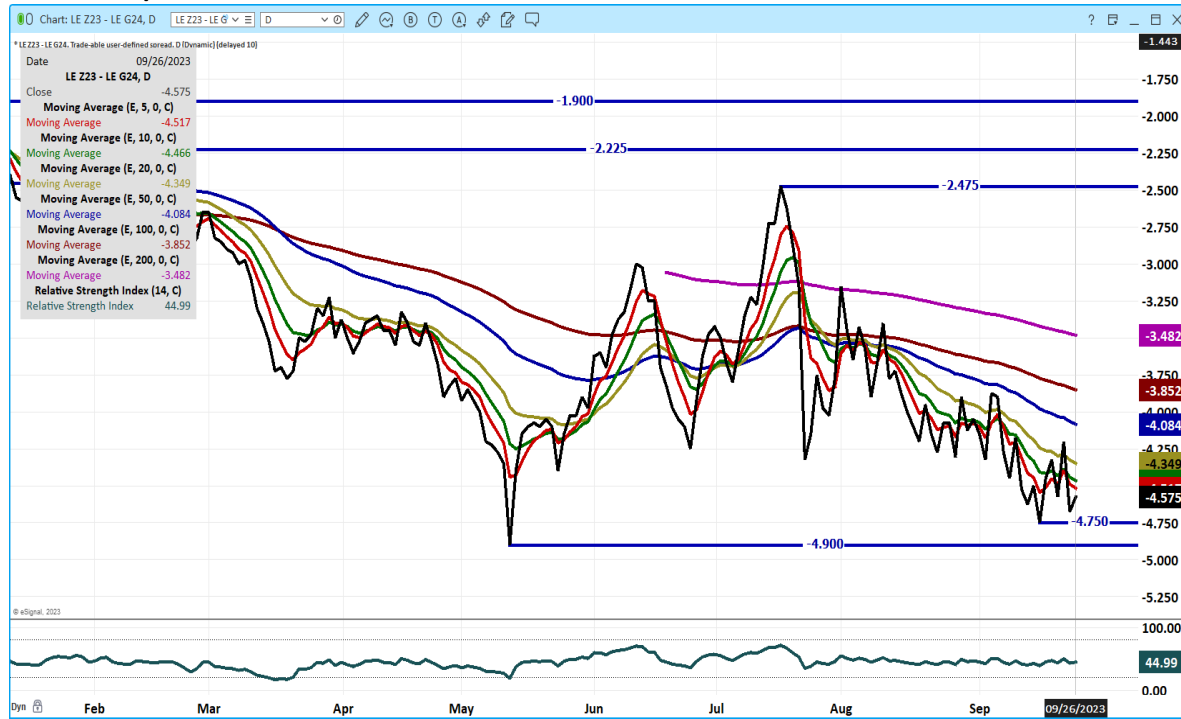 Chart: LE Z23 - LE G24, D
LE Z23 - LE G
D
B
T
A
?
* LE Z23 - LE G24, Trade-able user-defined spread, D (Dynamic) (delayed 10)
Date 09/26/2023
LE Z23 - LE G24, D
Close -4.575
Moving Average (E, 5, 0, C)
Moving Average -4.517
Moving Average (E, 10, 0, C)
Moving Average -4.466
Moving Average (E, 20, 0, C)
Moving Average -4.349
Moving Average (E, 50, 0, C)
Moving Average -4.084
Moving Average (E, 100, 0, C)
Moving Average -3.852
Moving Average (E, 200, 0, C)
Moving Average -3.482
Relative Strength Index (14, C)
Relative Strength Index 44.99
-1.900
-2.225
-2.475
-4.750
-4.900
-1.443
-1.750
-2.000
-2.250
-2.500
-2.750
-3.000
-3.250
-3.482
-3.750
-3.852
-4.000
-4.084
-4.250
-4.349
-4.575
-4.750
-5.000
-5.250
© eSignal, 2023
100.00
44.99
0.00
Dyn
Feb Mar Apr May Jun Jul Aug Sep 09/26/2023